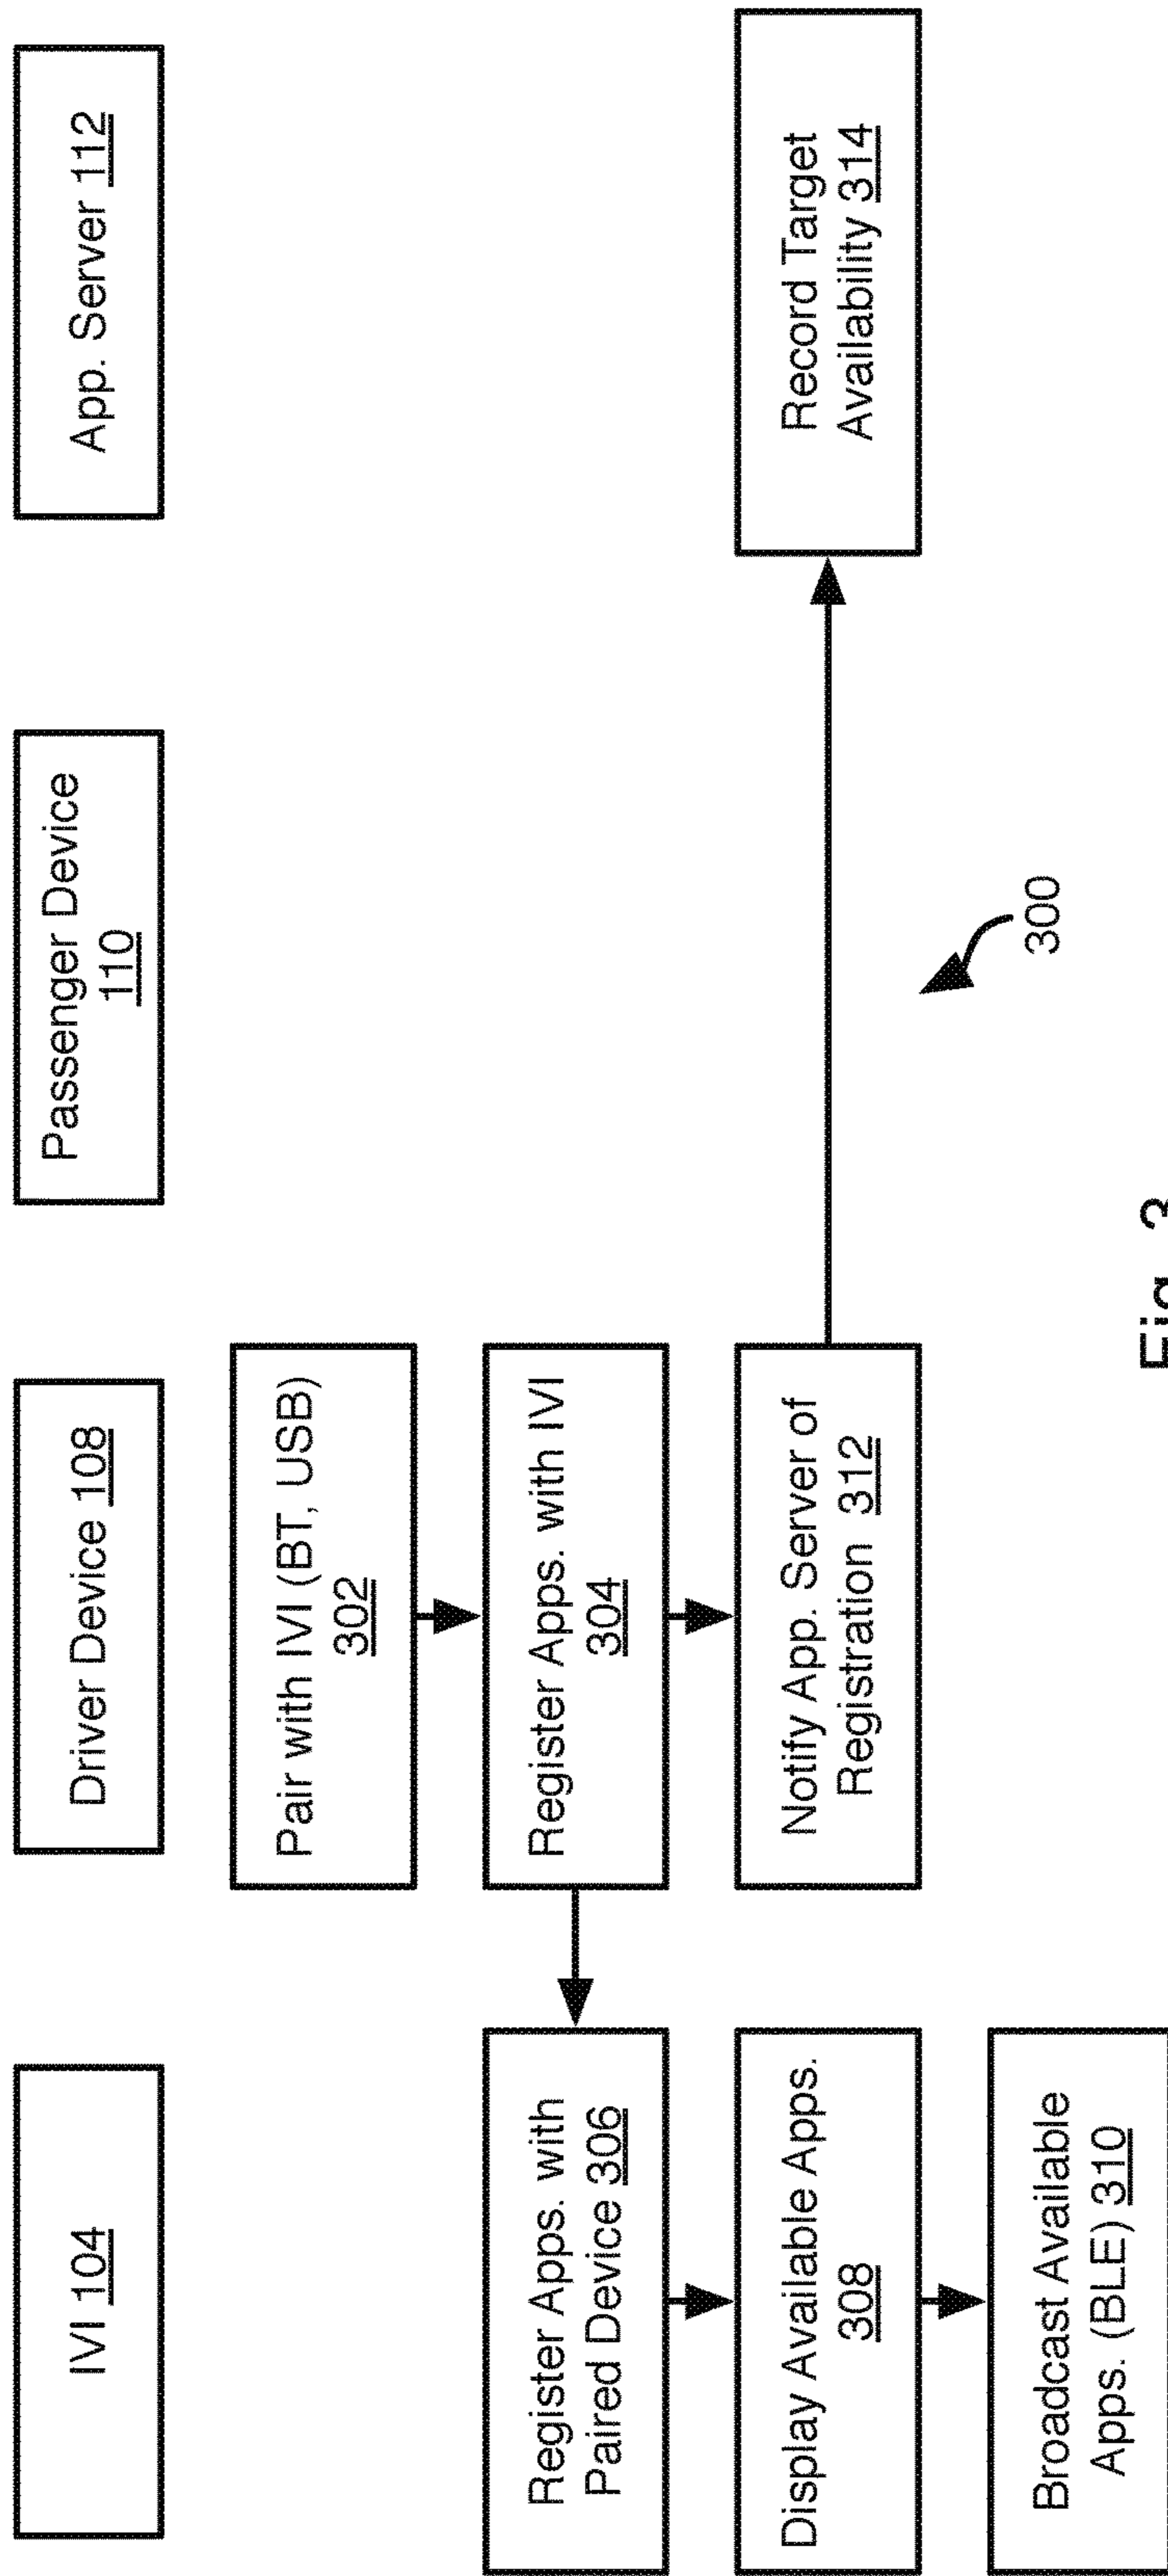 IVI 104
Driver Device 108
Passenger Device
110
App. Server 112
Pair with IVI (BT, USB)
302
Register Apps. with
Paired Device 306
Register Apps. with IVI
304
Display Available Apps.
308
Notify App. Server of
Registration 312
Record Target
Availability 314
Broadcast Available
Apps. (BLE) 310
300
Fig. 3